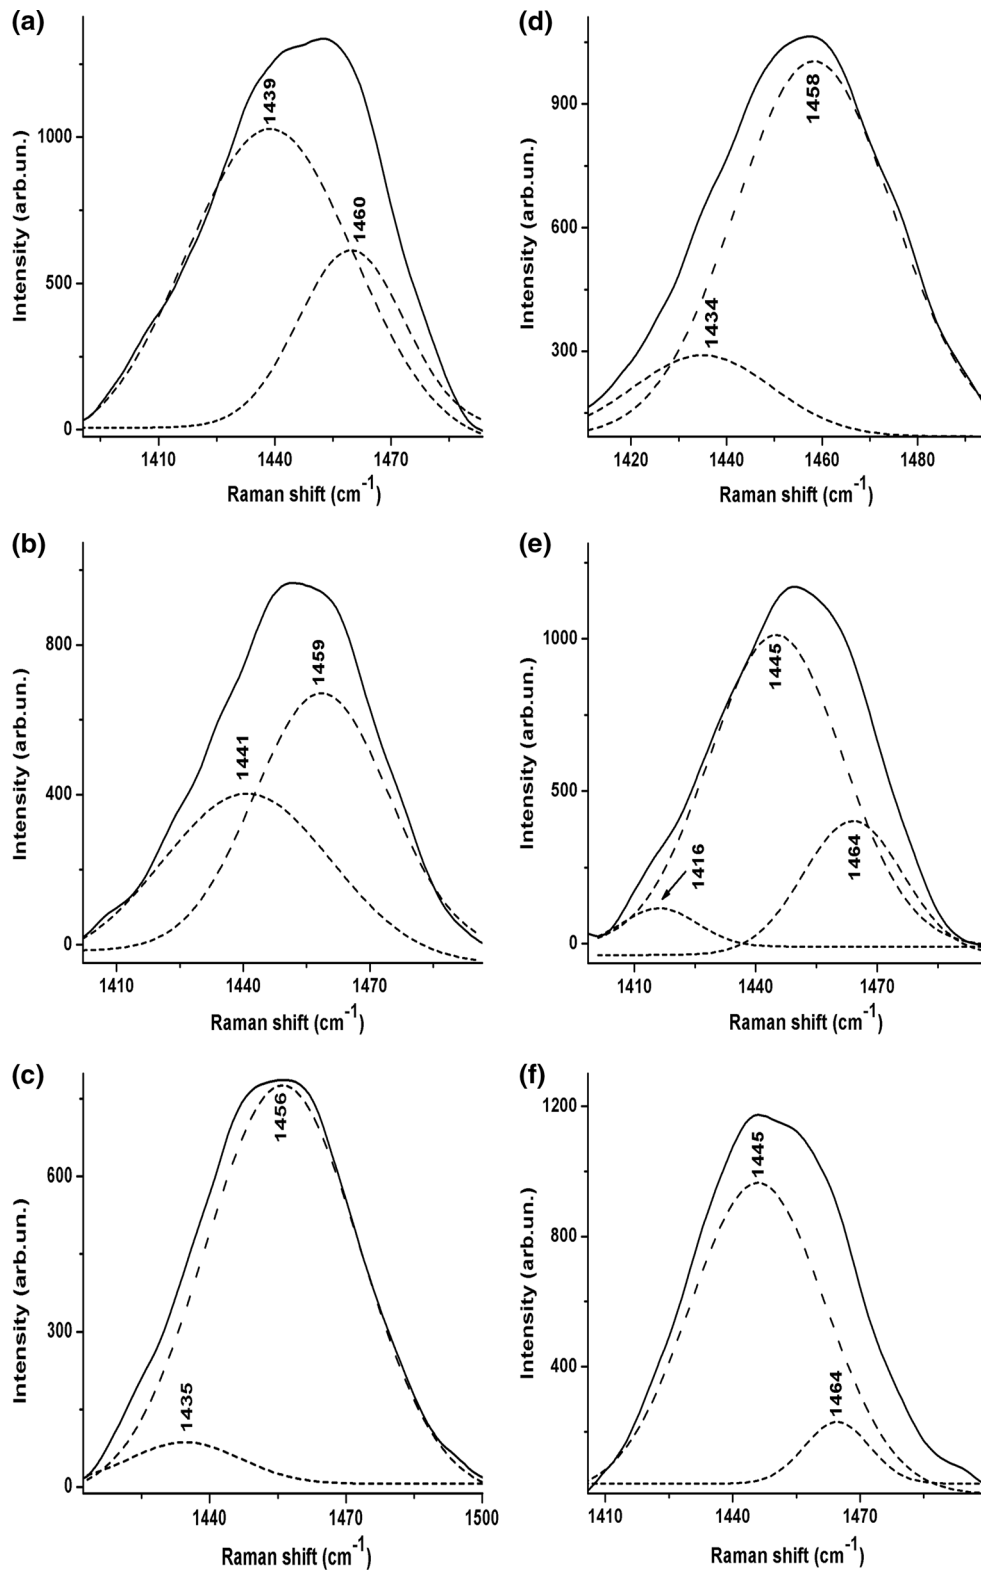 (a)
Intensity (arb.un.)
1000
500
0
1439
1460
1410 1440 1470
Raman shift (cm-1)
(d)
Intensity (arb.un.)
900
600
300
1458
1434
1420 1440 1460 1480
Raman shift (cm-1)
(b)
Intensity (arb.un.)
800
400
0
1441
1459
1410 1440 1470
Raman shift (cm-1)
(e)
Intensity (arb.un.)
1000
500
0
1445
1416
1464
1410 1440 1470
Raman shift (cm-1)
(c)
Intensity (arb.un.)
600
300
0
1456
1435
1440 1470 1500
Raman shift (cm-1)
(f)
Intensity (arb.un.)
1200
800
400
1445
1464
1410 1440 1470
Raman shift (cm-1)